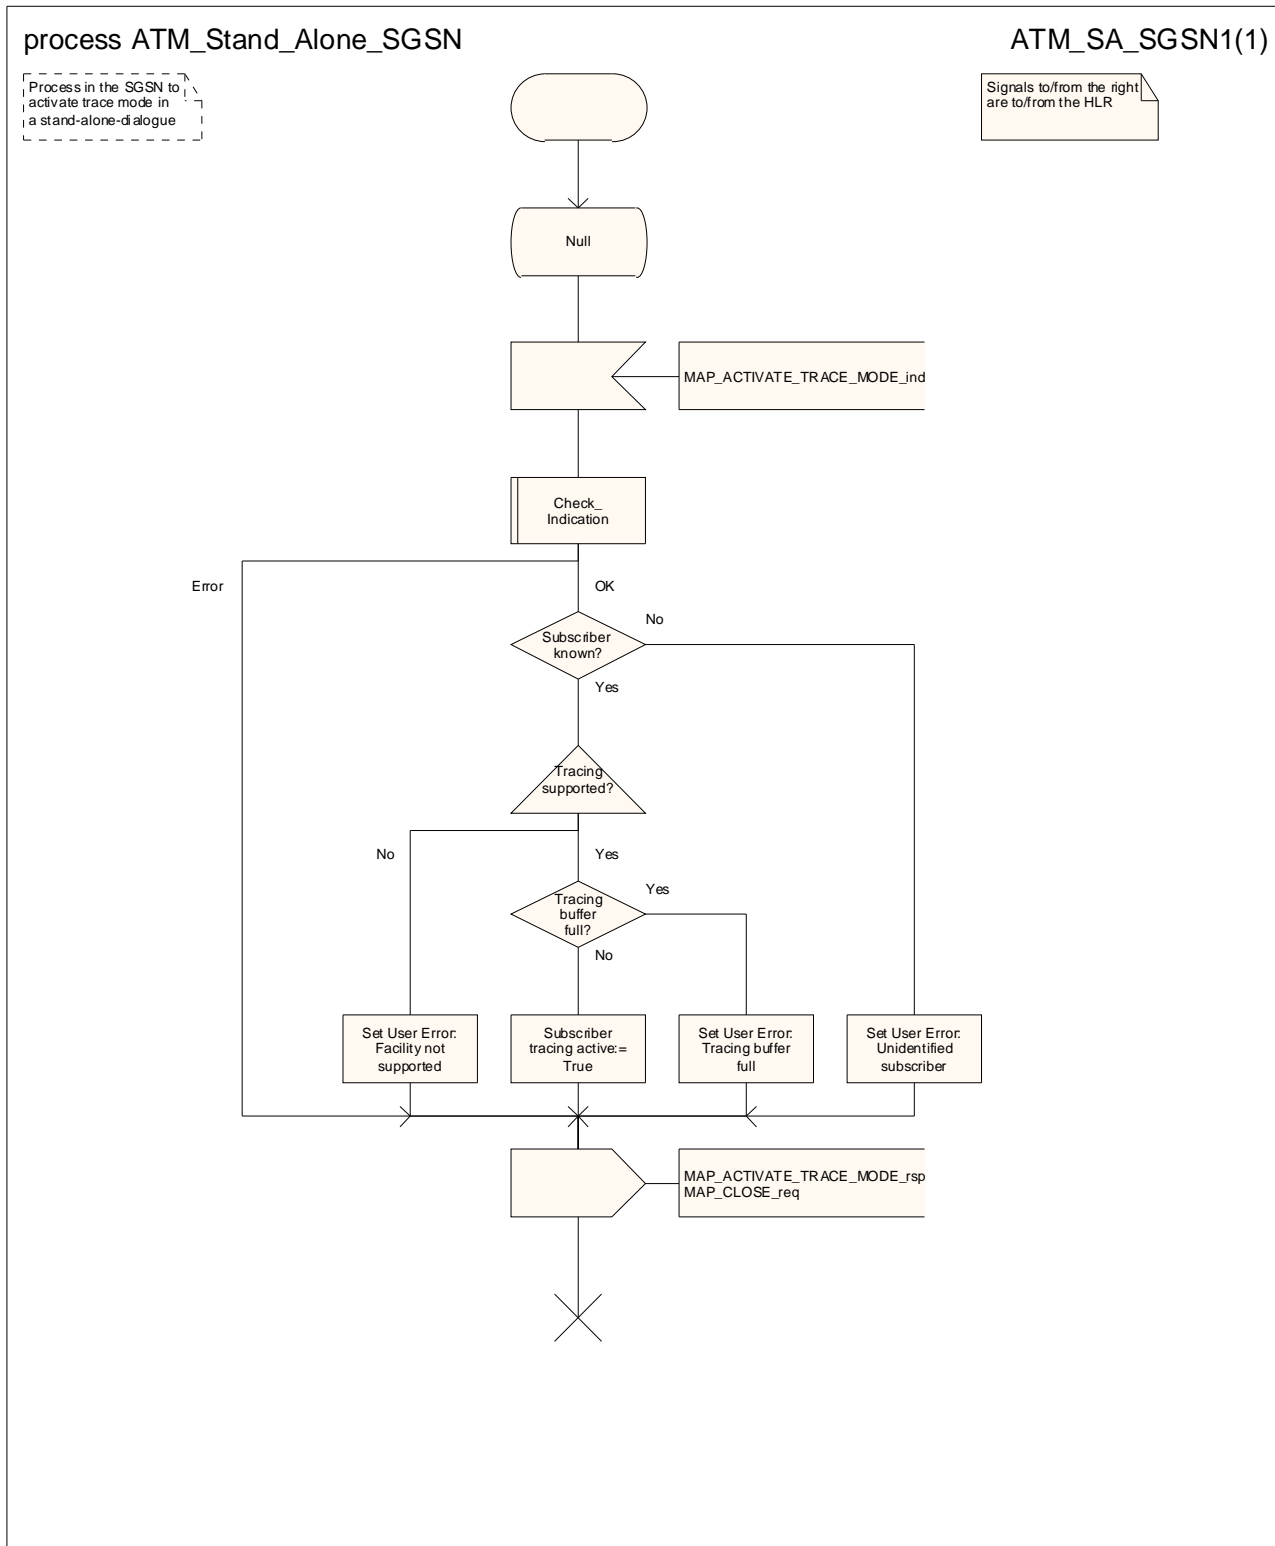 process ATM_Stand_Alone_SGSN
ATM_SA_SGSN1(1)
Process in the SGSN to
activate trace mode in
a stand-alone-dialogue
Signals to/from the right
are to/from the HLR
Null
MAP_ACTIVATE_TRACE_MODE_ind
Check_
Indication
Error
OK
No
Subscriber
known?
Yes
Tracing
supported?
No
Yes
Yes
Tracing
buffer
full?
No
Set User Error:
Facility not
supported
Subscriber
tracing active:=
True
Set User Error:
Tracing buffer
full
Set User Error:
Unidentified
subscriber
MAP_ACTIVATE_TRACE_MODE_rsp
MAP_CLOSE_req